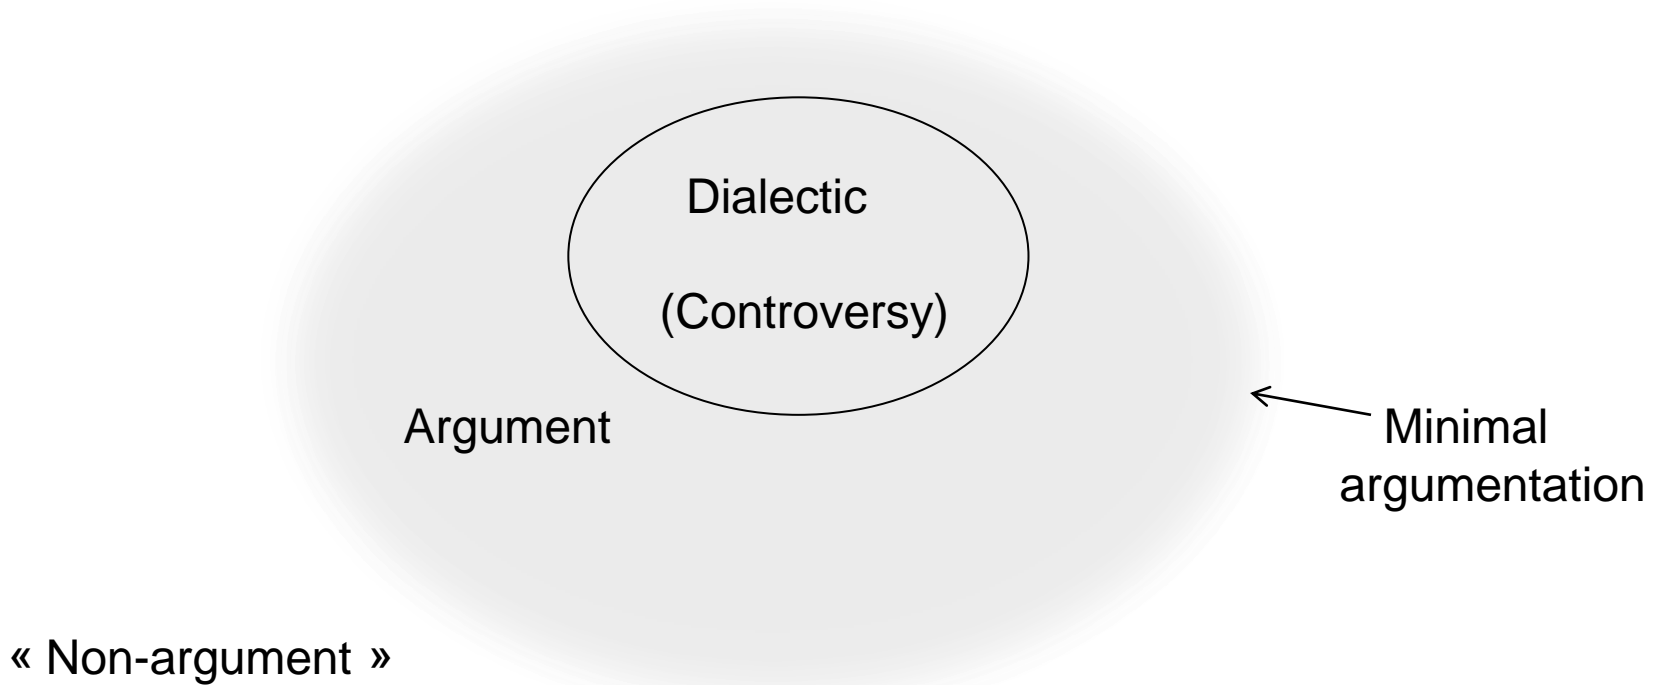 Dialectic
(Controversy)
Argument
Minimal
argumentation
« Non-argument »